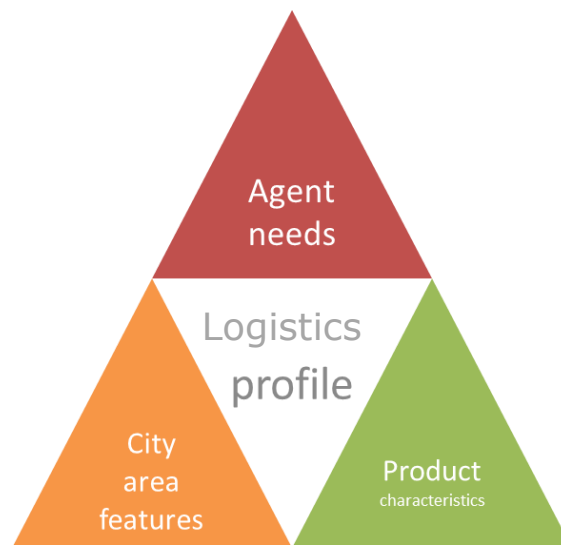 Agent
needs
Logistics
profile
City
area
features
Product
characteristics